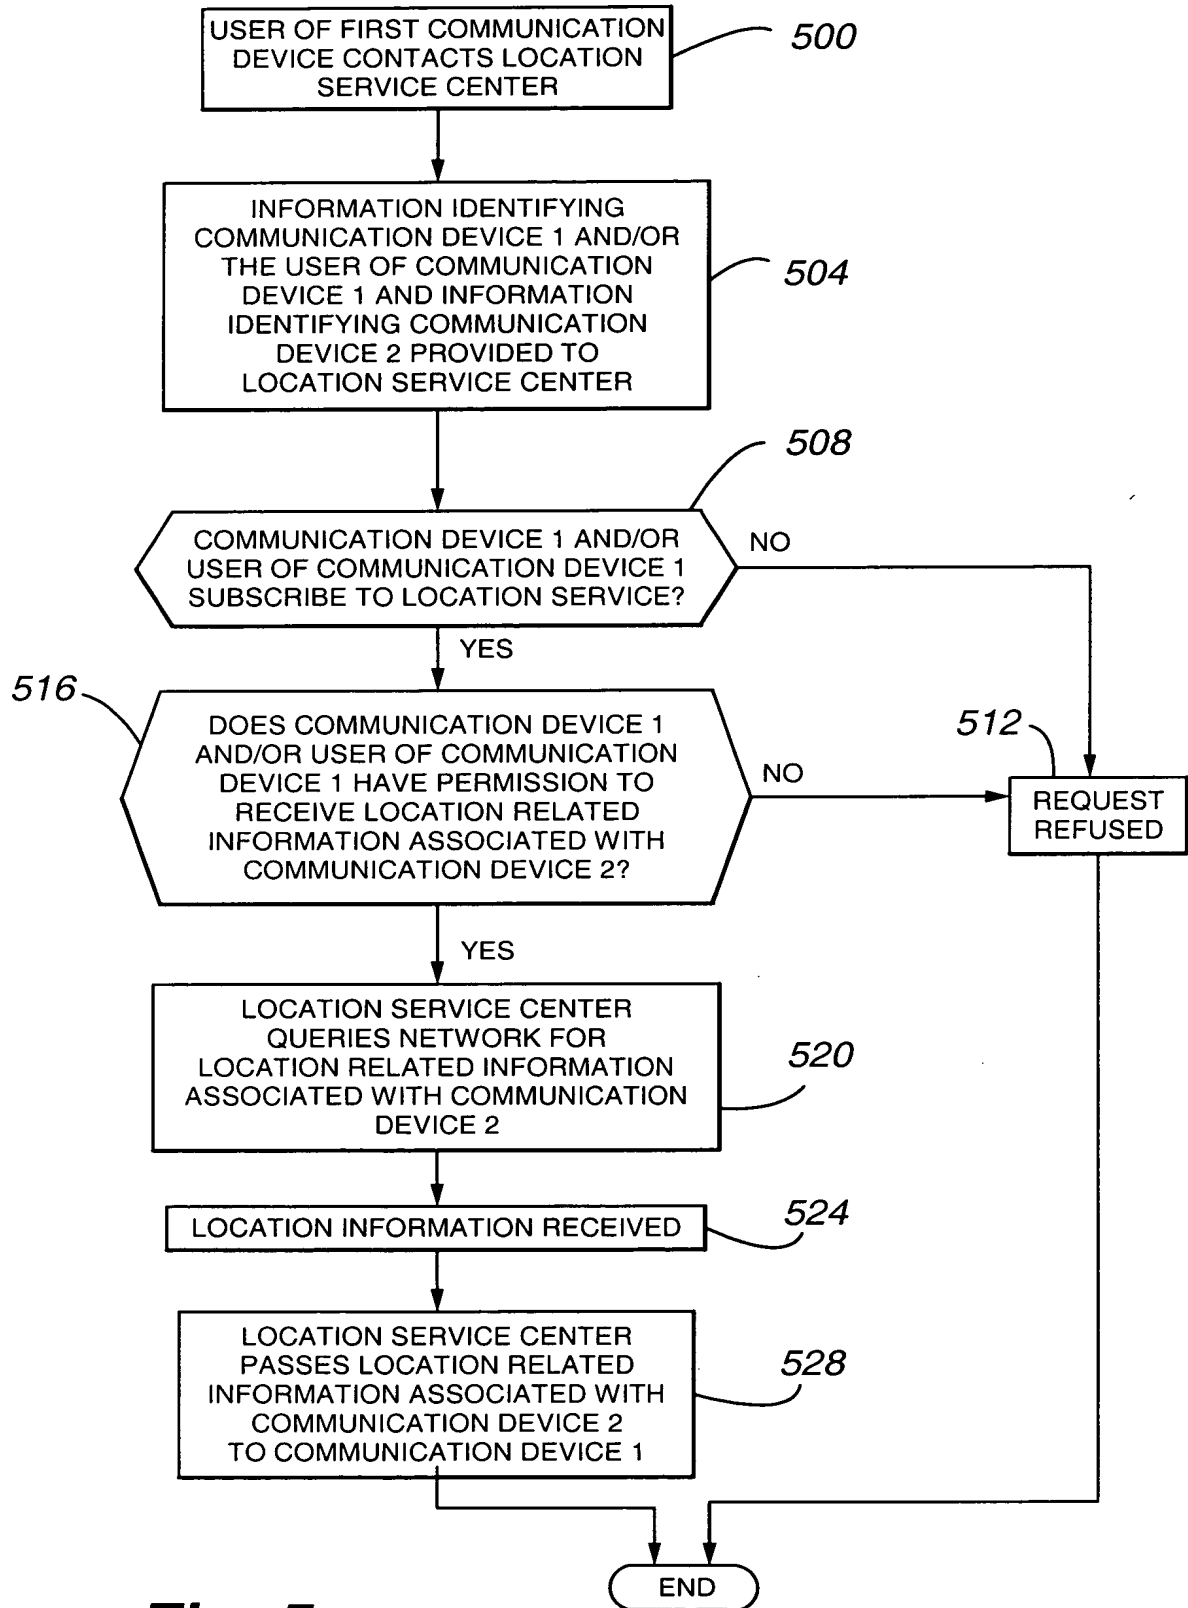 USER OF FIRST COMMUNICATION
DEVICE CONTACTS LOCATION
SERVICE CENTER
500
INFORMATION IDENTIFYING
COMMUNICATION DEVICE 1 AND/OR
THE USER OF COMMUNICATION
DEVICE 1 AND INFORMATION
IDENTIFYING COMMUNICATION
DEVICE 2 PROVIDED TO
LOCATION SERVICE CENTER
504
508
COMMUNICATION DEVICE 1 AND/OR
USER OF COMMUNICATION DEVICE 1
SUBSCRIBE TO LOCATION SERVICE?
NO
YES
516
DOES COMMUNICATION DEVICE 1
AND/OR USER OF COMMUNICATION
DEVICE 1 HAVE PERMISSION TO
RECEIVE LOCATION RELATED
INFORMATION ASSOCIATED WITH
COMMUNICATION DEVICE 2?
NO
512
REQUEST
REFUSED
YES
LOCATION SERVICE CENTER
QUERIES NETWORK FOR
LOCATION RELATED INFORMATION
ASSOCIATED WITH COMMUNICATION
DEVICE 2
520
LOCATION INFORMATION RECEIVED
524
LOCATION SERVICE CENTER
PASSES LOCATION RELATED
INFORMATION ASSOCIATED WITH
COMMUNICATION DEVICE 2
TO COMMUNICATION DEVICE 1
528
END